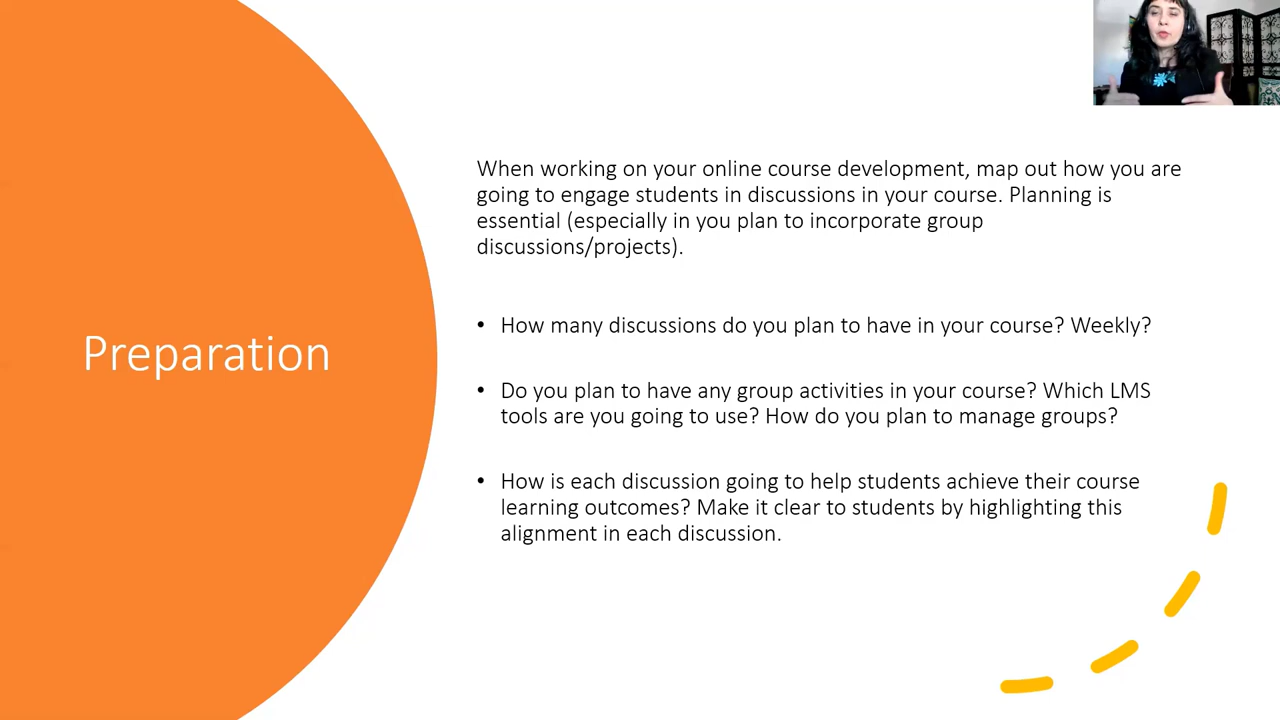 Preparation
When working on your online course development, map out how you are
going to engage students in discussions in your course. Planning is
essential (especially in you plan to incorporate group
discussions/projects).
• How many discussions do you plan to have in your course? Weekly?
• Do you plan to have any group activities in your course? Which LMS
tools are you going to use? How do you plan to manage groups?
• How is each discussion going to help students achieve their course
learning outcomes? Make it clear to students by highlighting this
alignment in each discussion.